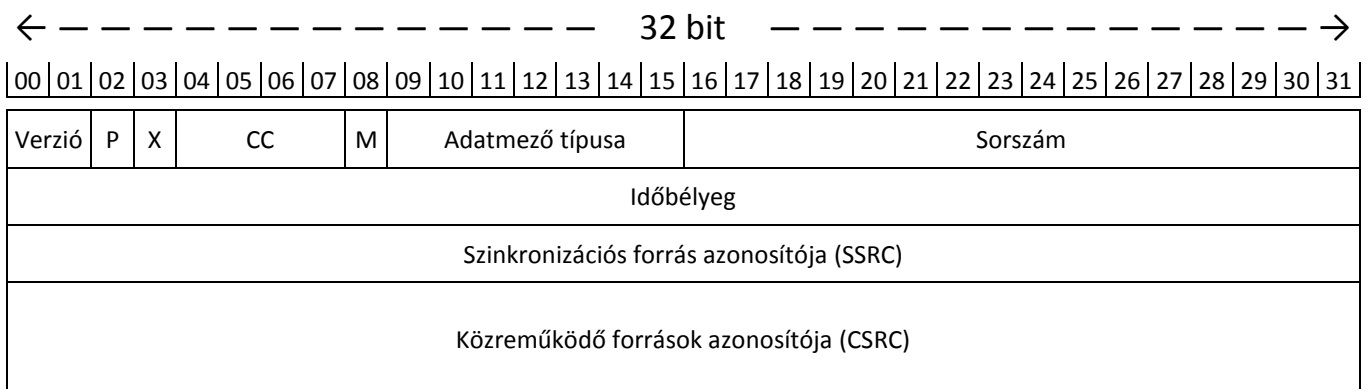 32 bit
00 01 02 03 04 05 06 07 08 09 10 11 12 13 14 15 16 17 18 19 20 21 22 23 24 25 26 27 28 29 30 31
Verzió P X CC M Adatmező típusa Sorszám
Időbélyeg
Szinkronizációs forrás azonosítója (SSRC)
Közreműködő források azonosítója (CSRC)